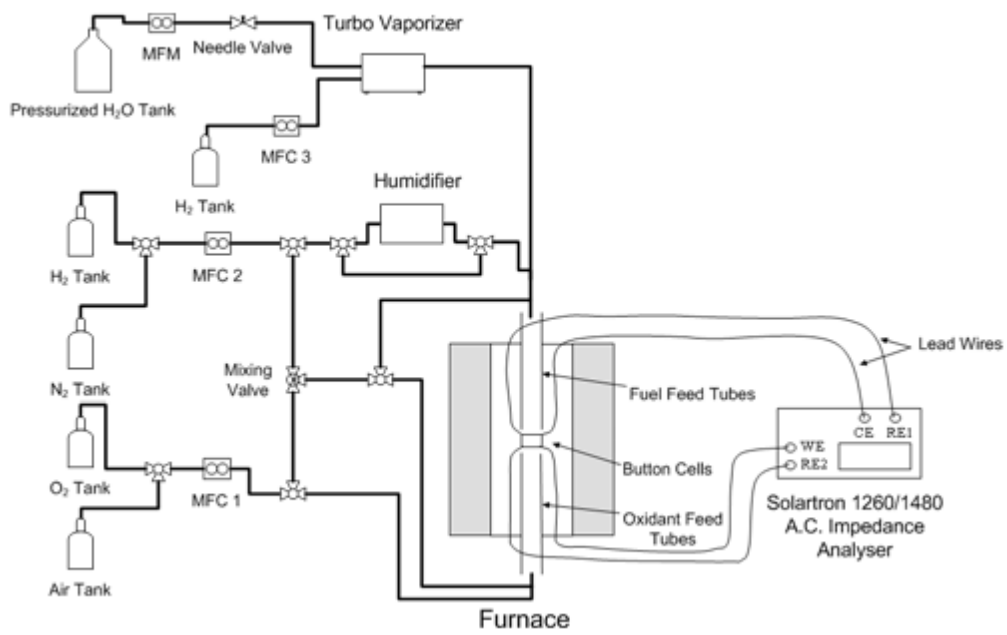 Turbo Vaporizer
MFM
Needle Valve
Pressurized H₂O Tank
MFC 3
H₂ Tank
Humidifier
H₂ Tank
MFC 2
N₂ Tank
Mixing
Valve
O₂ Tank
MFC 1
Air Tank
Lead Wires
Fuel Feed Tubes
CE
RE1
WE
RE2
Button Cells
Oxidant Feed
Tubes
Solartron 1260/1480
A.C. Impedance
Analyser
Furnace